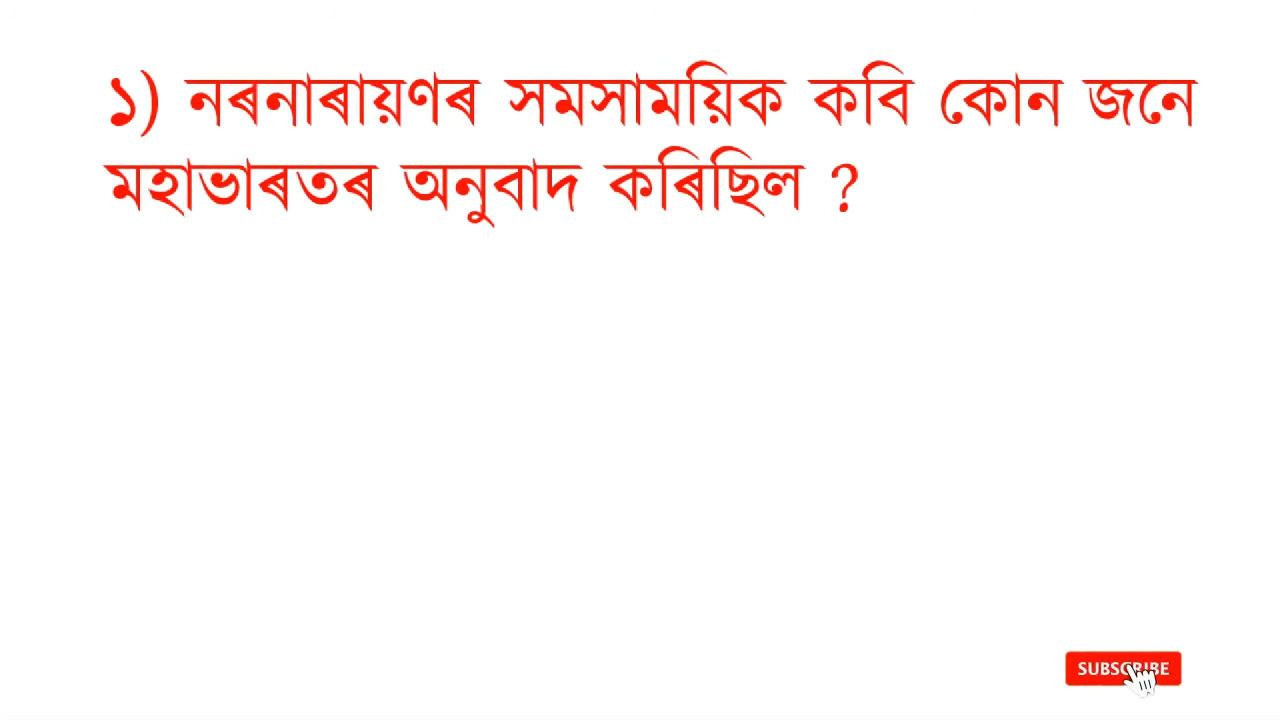 ১) নৰনাৰায়ণৰ সমসাময়িক কবি কোন জনে
মহাভাৰতৰ অনুবাদ কৰিছিল ?
SUBSCRIBE